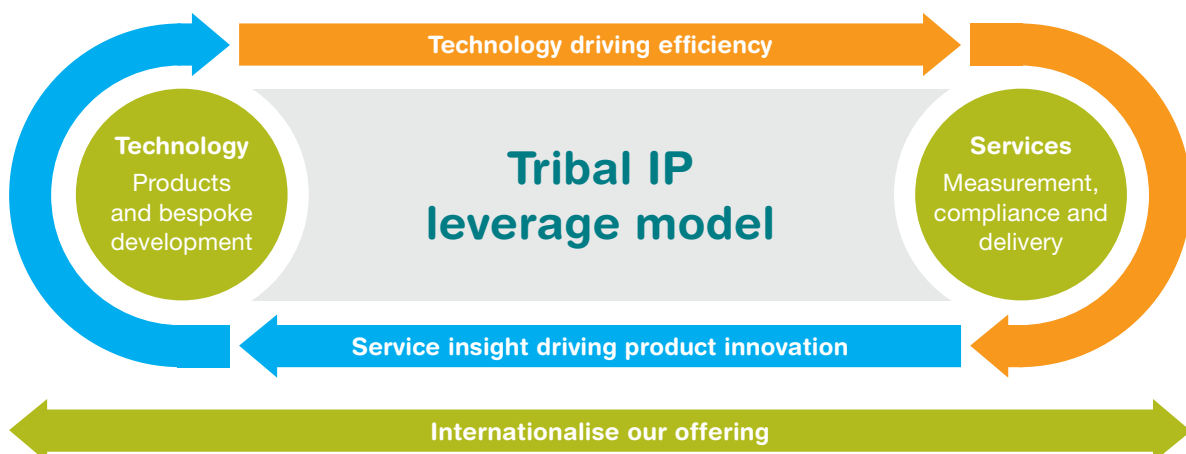 Technology driving efficiency
Technology
Products
and bespoke
development
Tribal IP
leverage model
Services
Measurement,
compliance and
delivery
Service insight driving product innovation
Internationalise our offering